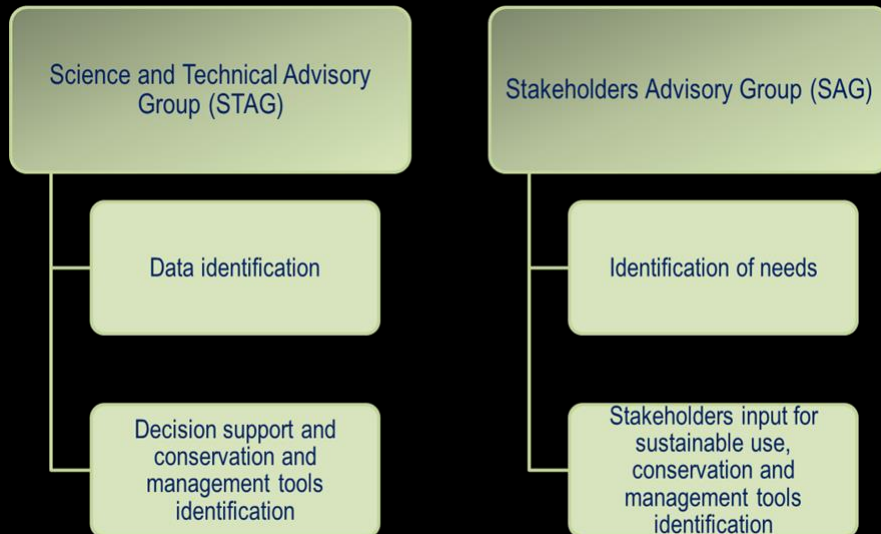 Science and Technical Advisory
Group (STAG)
Data identification
Decision support and
conservation and
management tools
identification
Stakeholders Advisory Group (SAG)
Identification of needs
Stakeholders input for
sustainable use,
conservation and
management tools
identification